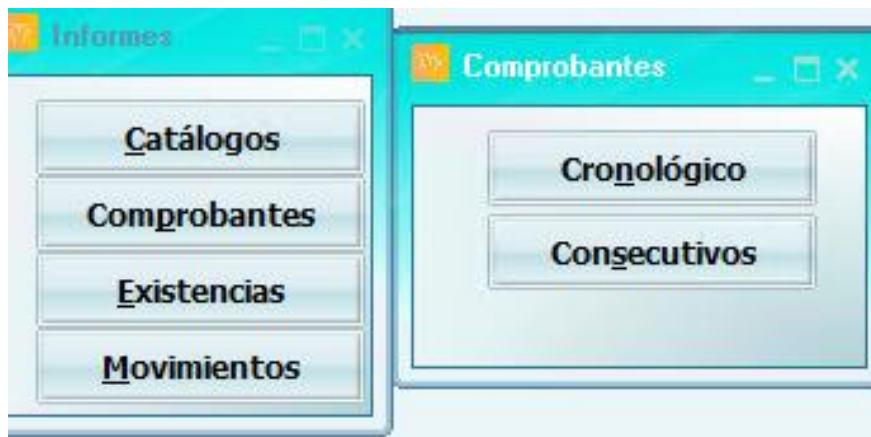 Informes
Catálogos
Comprobantes
Existencias
Movimientos
Comprobantes
Cronológico
Consecutivos